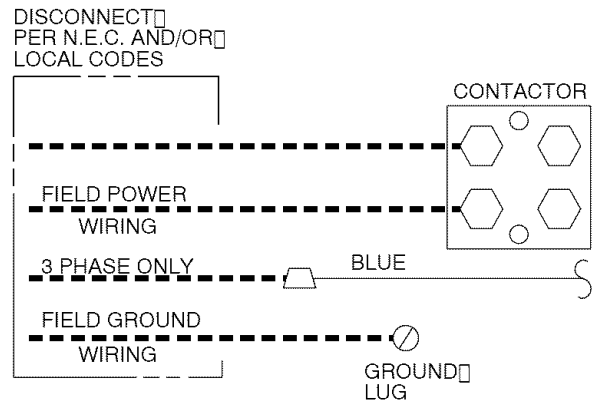 DISCONNECT
PER N.E.C. AND/OR
LOCAL CODES
CONTACTOR
FIELD POWER
WIRING
3 PHASE ONLY
BLUE
FIELD GROUND
WIRING
GROUND
LUG